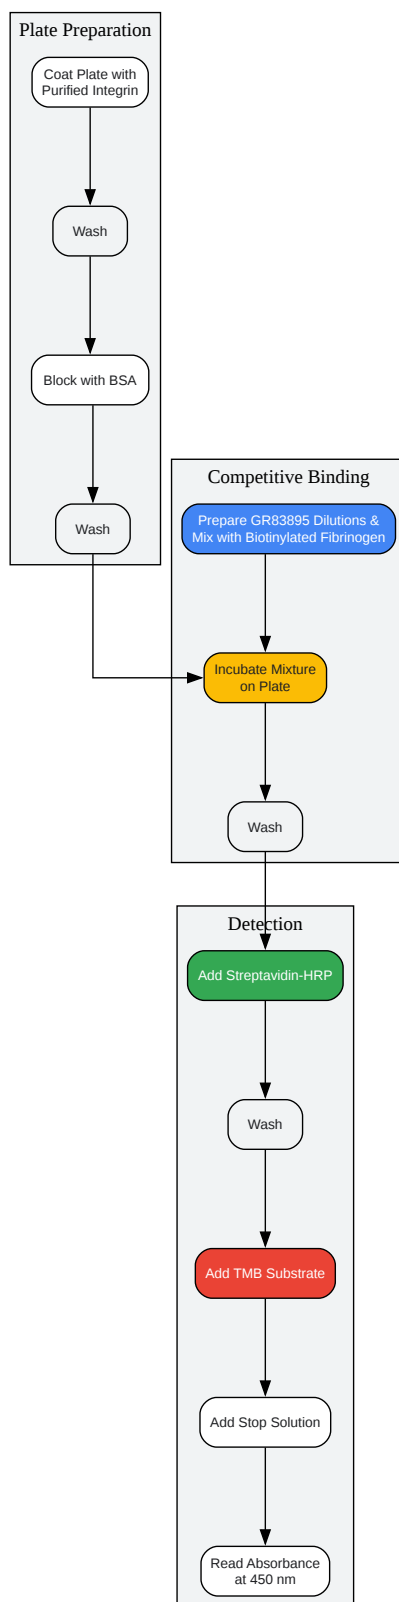 Plate Preparation
Coat Plate with
Purified Integrin
Wash
Block with BSA
Wash
Competitive Binding
Prepare GR83895 Dilutions &
Mix with Biotinylated Fibrinogen
Incubate Mixture
on Plate
Wash
Detection
Add Streptavidin-HRP
Wash
Add TMB Substrate
Add Stop Solution
Read Absorbance
at 450 nm